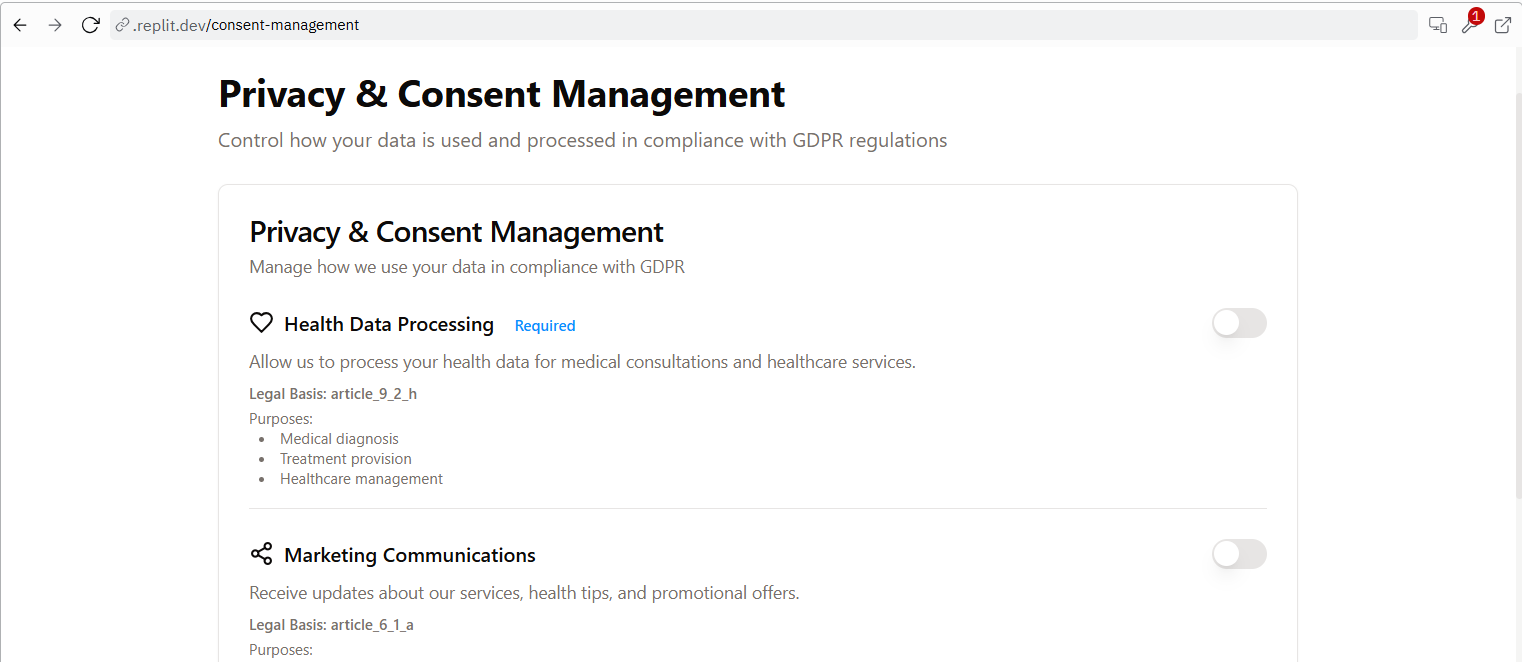 .replit.dev/consent-management
1
Privacy & Consent Management
Control how your data is used and processed in compliance with GDPR regulations
Privacy & Consent Management
Manage how we use your data in compliance with GDPR
Health Data Processing Required
Allow us to process your health data for medical consultations and healthcare services.
Legal Basis: article_9_2_h
Purposes:
• Medical diagnosis
• Treatment provision
• Healthcare management
Marketing Communications
Receive updates about our services, health tips, and promotional offers.
Legal Basis: article_6_1_a
Purposes: